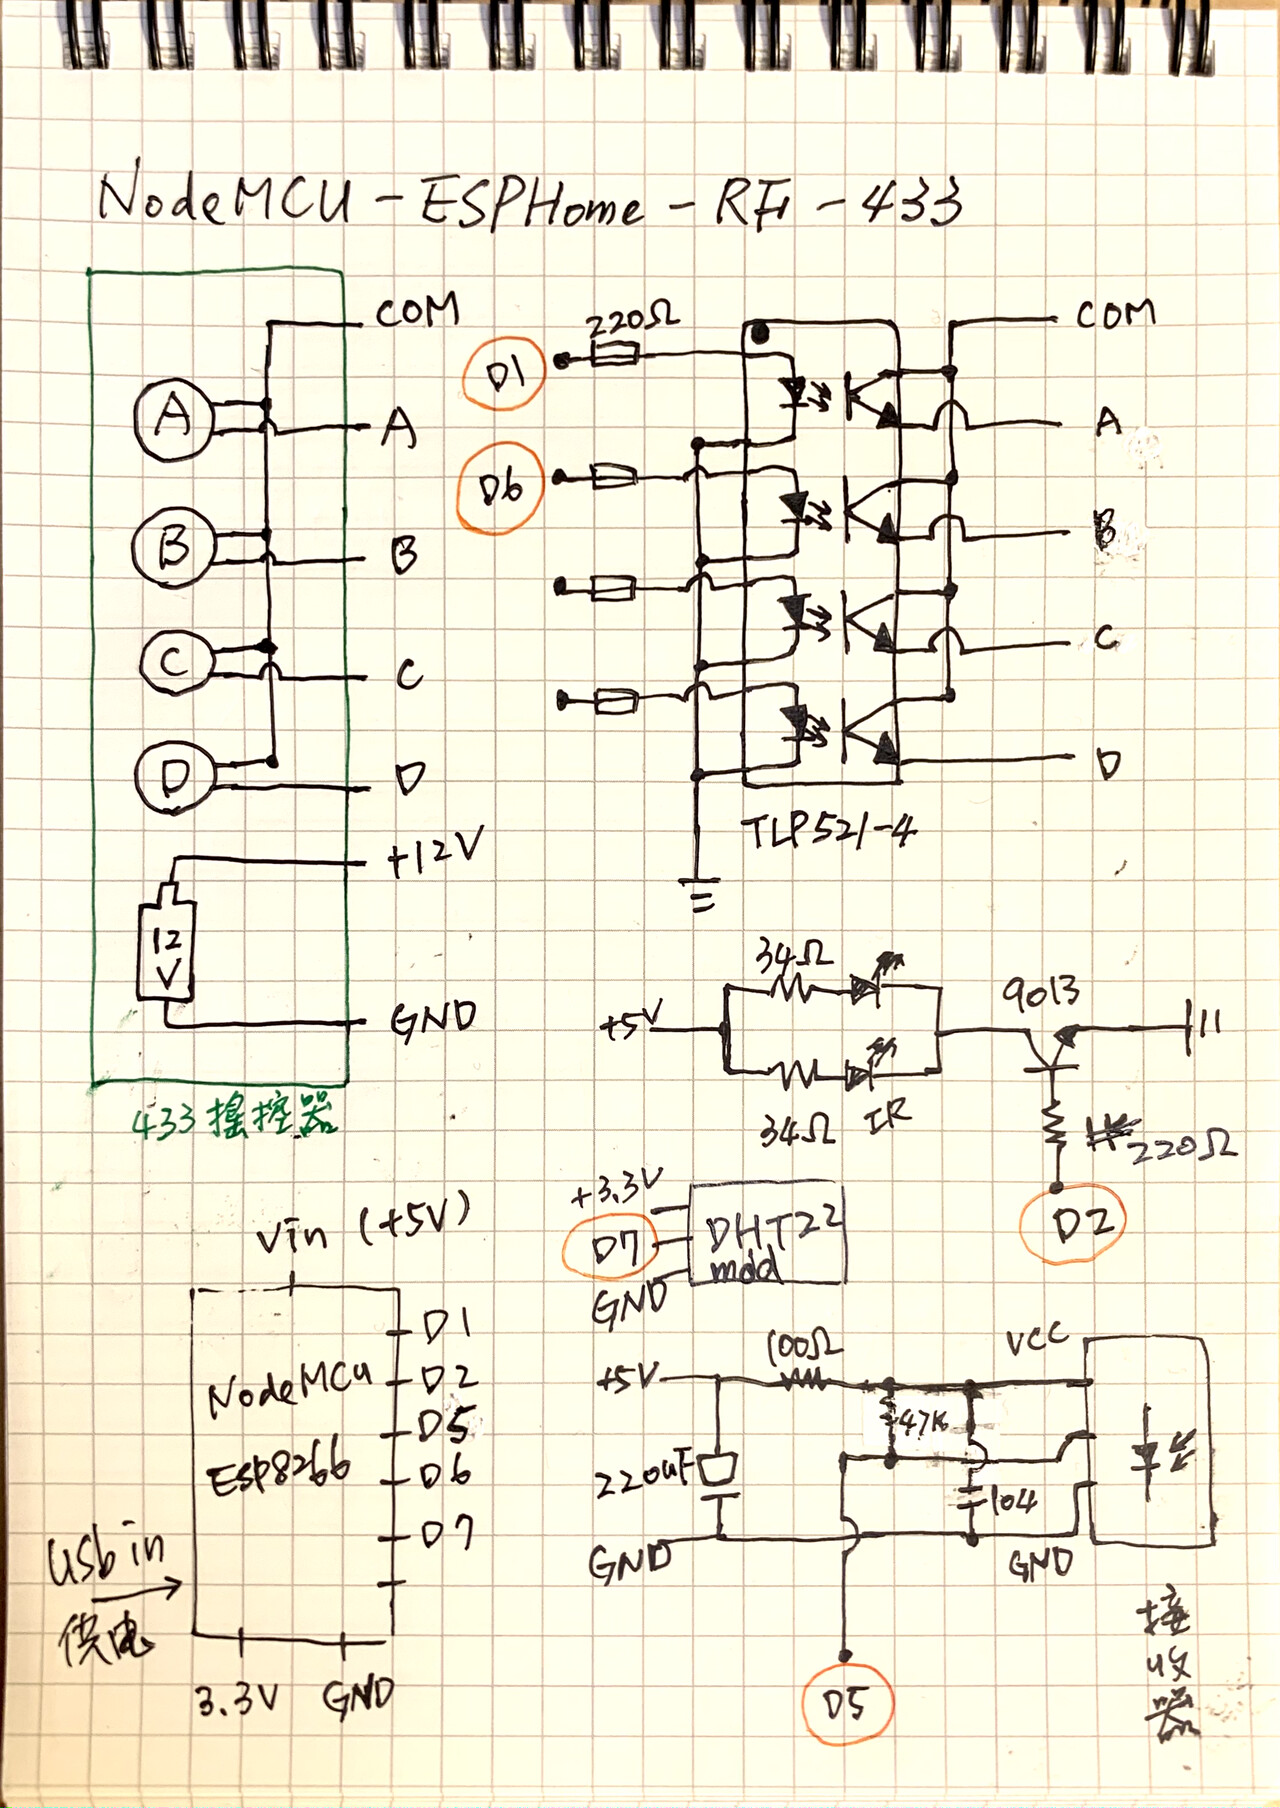 NodeMCU-ESPHome-RF-433
COM
A
A
B
B
C
C
D
D
+12V
12
V
GND
433摇控器
220Ω
D1
D6
COM
A
B
C
D
TLP521-4
34Ω
+5V
34Ω
IR
9013
220Ω
D2
+3.3V
D7
GND
DHT22
mod
Vin (+5V)
NodeMCU
ESP8266
D1
D2
D5
D6
D7
USb in
供电
3.3V
GND
100Ω
VCC
+5V
47K
220uF
104
GND
GND
D5
接
收
器